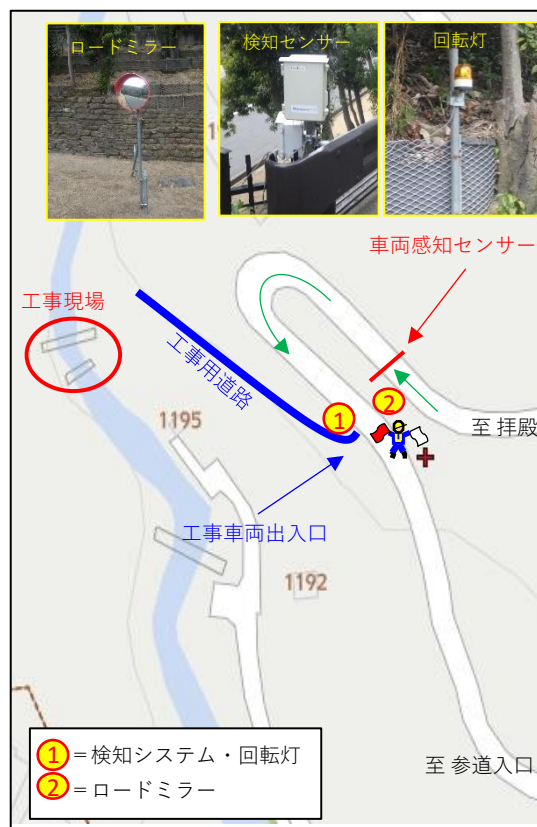 ロードミラー
検知センサー
回転灯
車両感知センサー
工事現場
工事用道路
2
1
至 拝殿
1195
工事車両出入口
1192
1=検知システム・回転灯
至 参道入口
2=ロードミラー